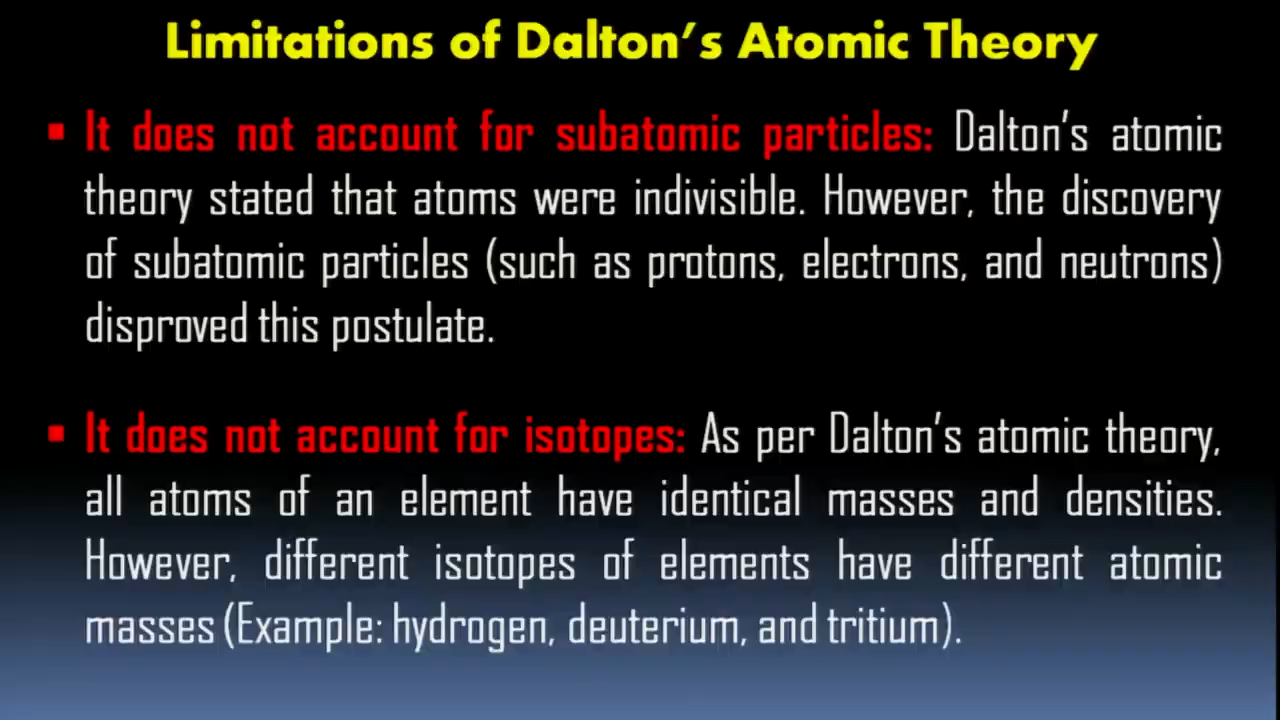 Limitations of Dalton's Atomic Theory
▪ It does not account for subatomic particles: Dalton's atomic
theory stated that atoms were indivisible. However, the discovery
of subatomic particles (such as protons, electrons, and neutrons)
disproved this postulate.
▪ It does not account for isotopes: As per Dalton's atomic theory,
all atoms of an element have identical masses and densities.
However, different isotopes of elements have different atomic
masses (Example: hydrogen, deuterium, and tritium).